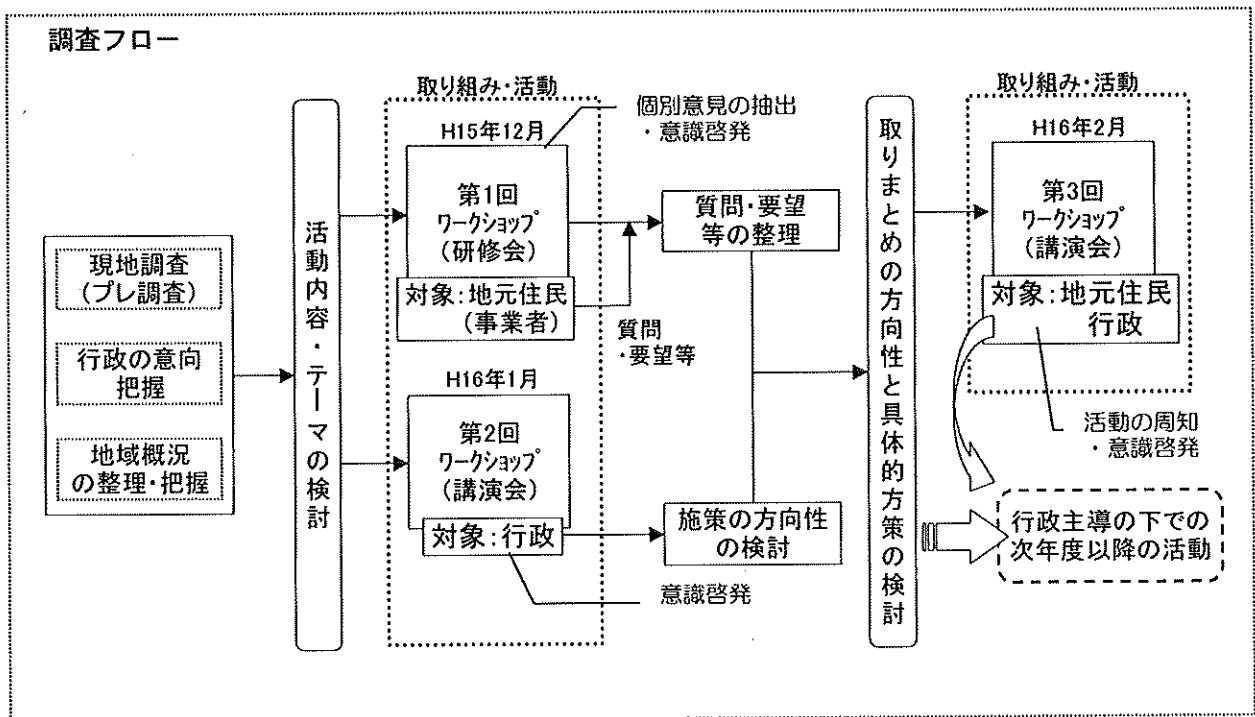 調査フロー
現地調査
(プレ調査)
行政の意向
把握
地域概況
の整理・把握
活動内容・テーマの検討
取り組み・活動
H15年12月
第1回
ﾜｰｸｼｮｯﾌﾟ
(研修会)
対象:地元住民
(事業者)
個別意見の抽出
・意識啓発
質問
・要望等
H16年1月
第2回
ﾜｰｸｼｮｯﾌﾟ
(講演会)
対象:行政
意識啓発
質問・要望
等の整理
施策の方向性
の検討
取りまとめの方向性と具体的方策の検討
取り組み・活動
H16年2月
第3回
ﾜｰｸｼｮｯﾌﾟ
(講演会)
対象:地元住民
行政
活動の周知
・意識啓発
行政主導の下での
次年度以降の活動